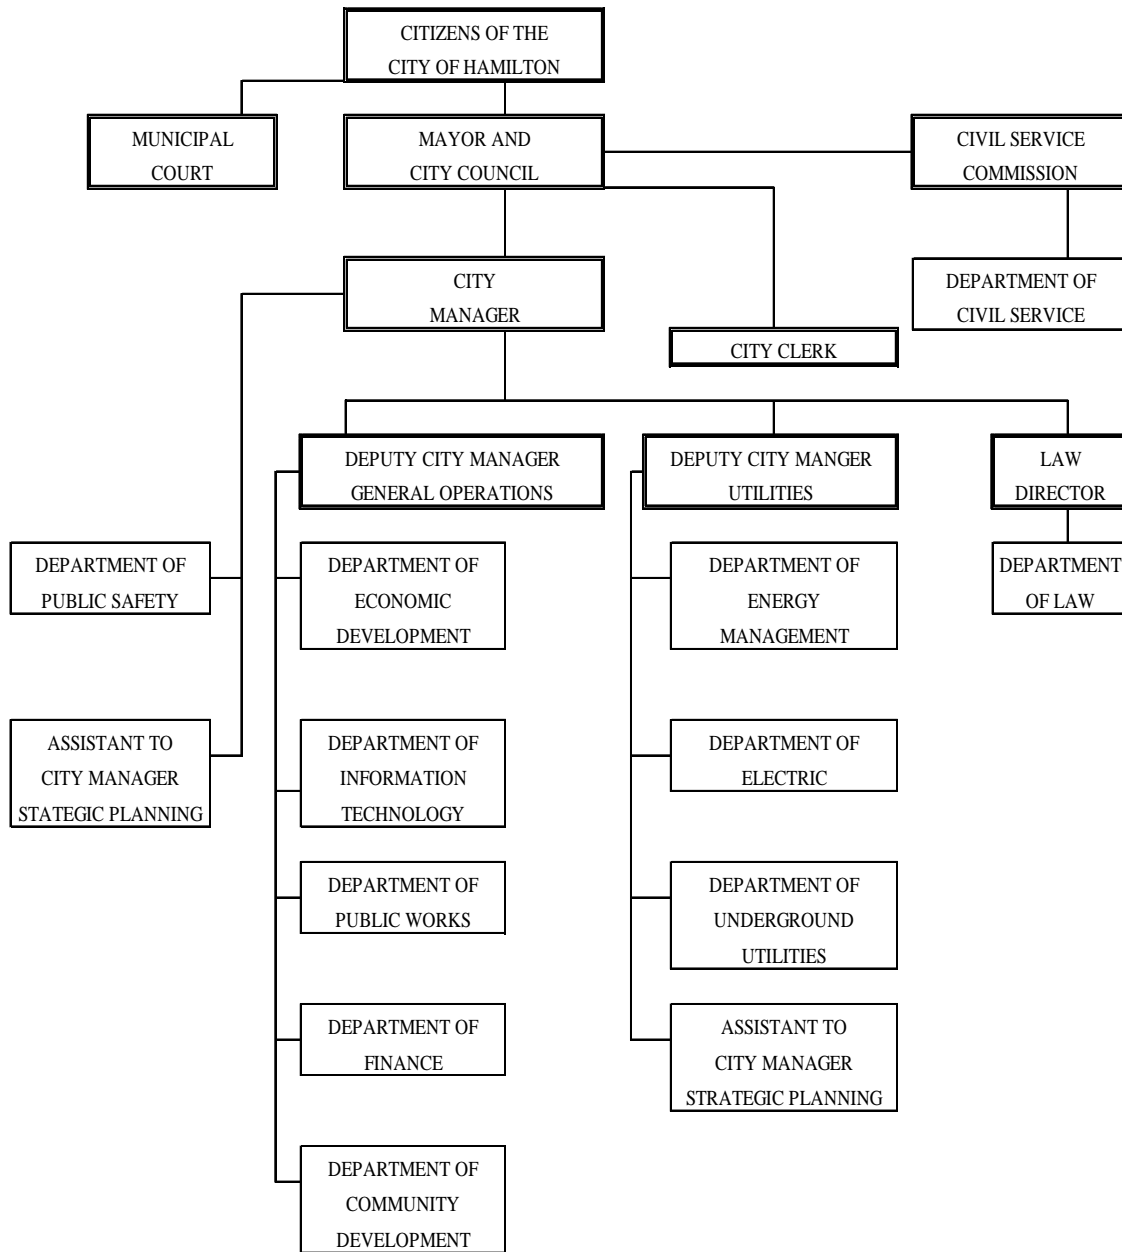 CITIZENS OF THE
CITY OF HAMILTON
MUNICIPAL
COURT
MAYOR AND
CITY COUNCIL
CIVIL SERVICE
COMMISSION
CITY
MANAGER
DEPARTMENT OF
CIVIL SERVICE
CITY CLERK
DEPUTY CITY MANAGER
GENERAL OPERATIONS
DEPUTY CITY MANGER
UTILITIES
LAW
DIRECTOR
DEPARTMENT OF
PUBLIC SAFETY
DEPARTMENT OF
ECONOMIC
DEVELOPMENT
DEPARTMENT OF
ENERGY
MANAGEMENT
DEPARTMENT
OF LAW
ASSISTANT TO
CITY MANAGER
STATEGIC PLANNING
DEPARTMENT OF
INFORMATION
TECHNOLOGY
DEPARTMENT OF
ELECTRIC
DEPARTMENT OF
PUBLIC WORKS
DEPARTMENT OF
UNDERGROUND
UTILITIES
DEPARTMENT OF
FINANCE
ASSISTANT TO
CITY MANAGER
STRATEGIC PLANNING
DEPARTMENT OF
COMMUNITY
DEVELOPMENT